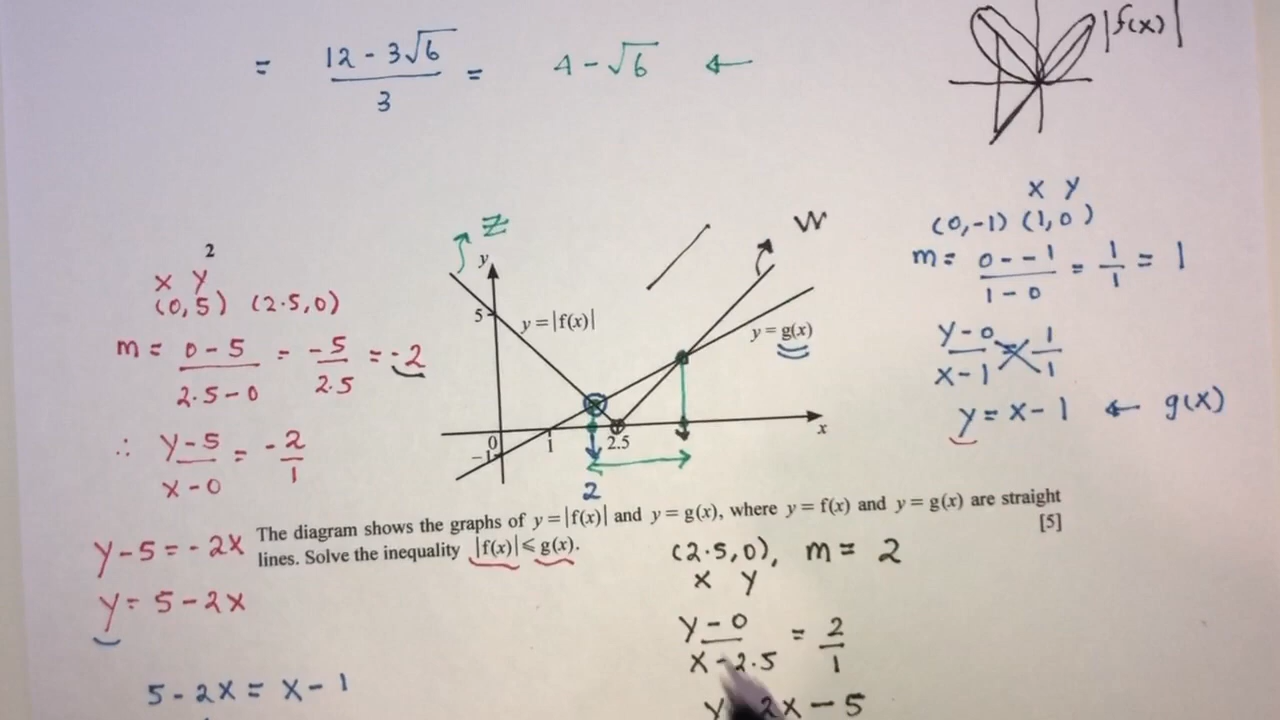 = 12 - 3√6 / 3 = 4 - √6 ←
|f(x)|
2
X Y
(0,5) (2.5,0)
m = 0 - 5 / 2.5 - 0 = -5 / 2.5 = -2
∴ y - 5 / x - 0 = -2 / 1
y - 5 = -2x
y = 5 - 2x
5 - 2x = x - 1
Z
W
y
5
y = |f(x)|
y = g(x)
0
-1
1
2.5
x
2
X Y
(0,-1) (1,0)
m = 0 - -1 / 1 - 0 = 1 / 1 = 1
y - 0 / x - 1 = 1 / 1
y = x - 1 ← g(x)
The diagram shows the graphs of y = |f(x)| and y = g(x), where y = f(x) and y = g(x) are straight
lines. Solve the inequality |f(x)| ⩽ g(x).
[5]
(2.5,0), m = 2
X Y
y - 0 / x - 2.5 = 2 / 1
y 2x - 5